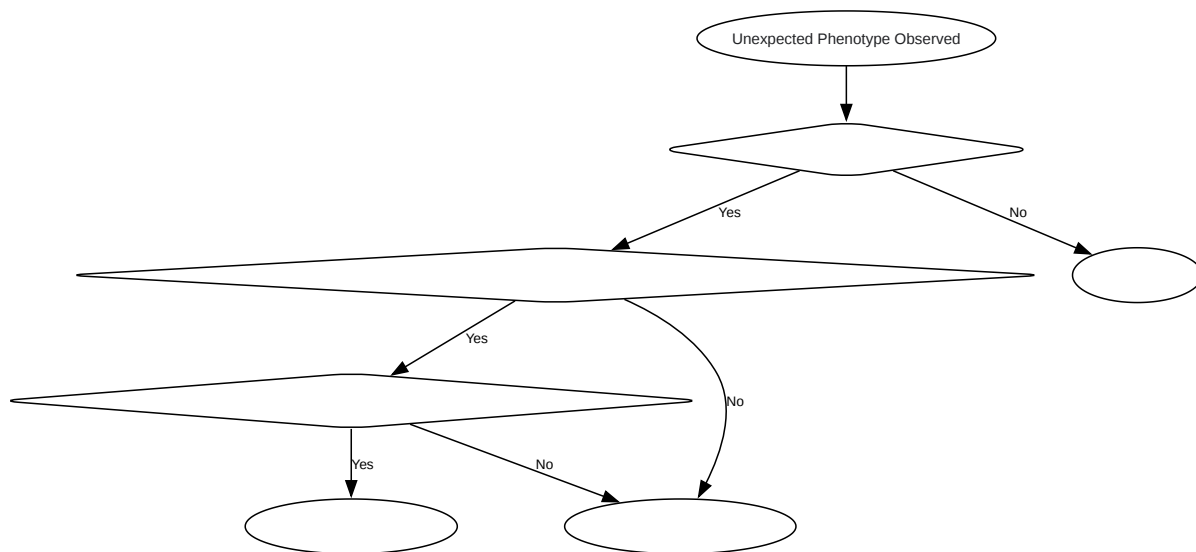 Unexpected Phenotype Observed
Yes
No
Yes
No
Yes
No